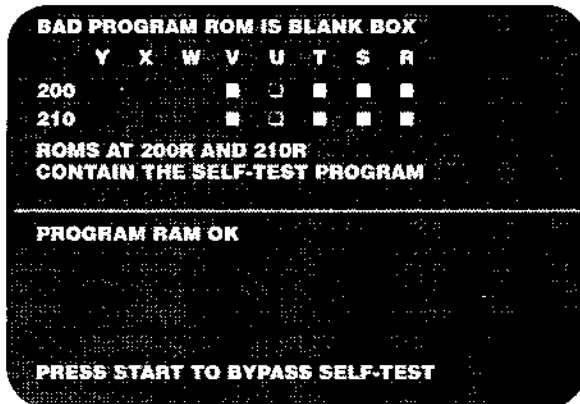 BAD PROGRAM ROM IS BLANK BOX
Y X W V U T S R
200
210
ROMS AT 200R AND 210R
CONTAIN THE SELF-TEST PROGRAM
PROGRAM RAM OK
PRESS START TO BYPASS SELF-TEST